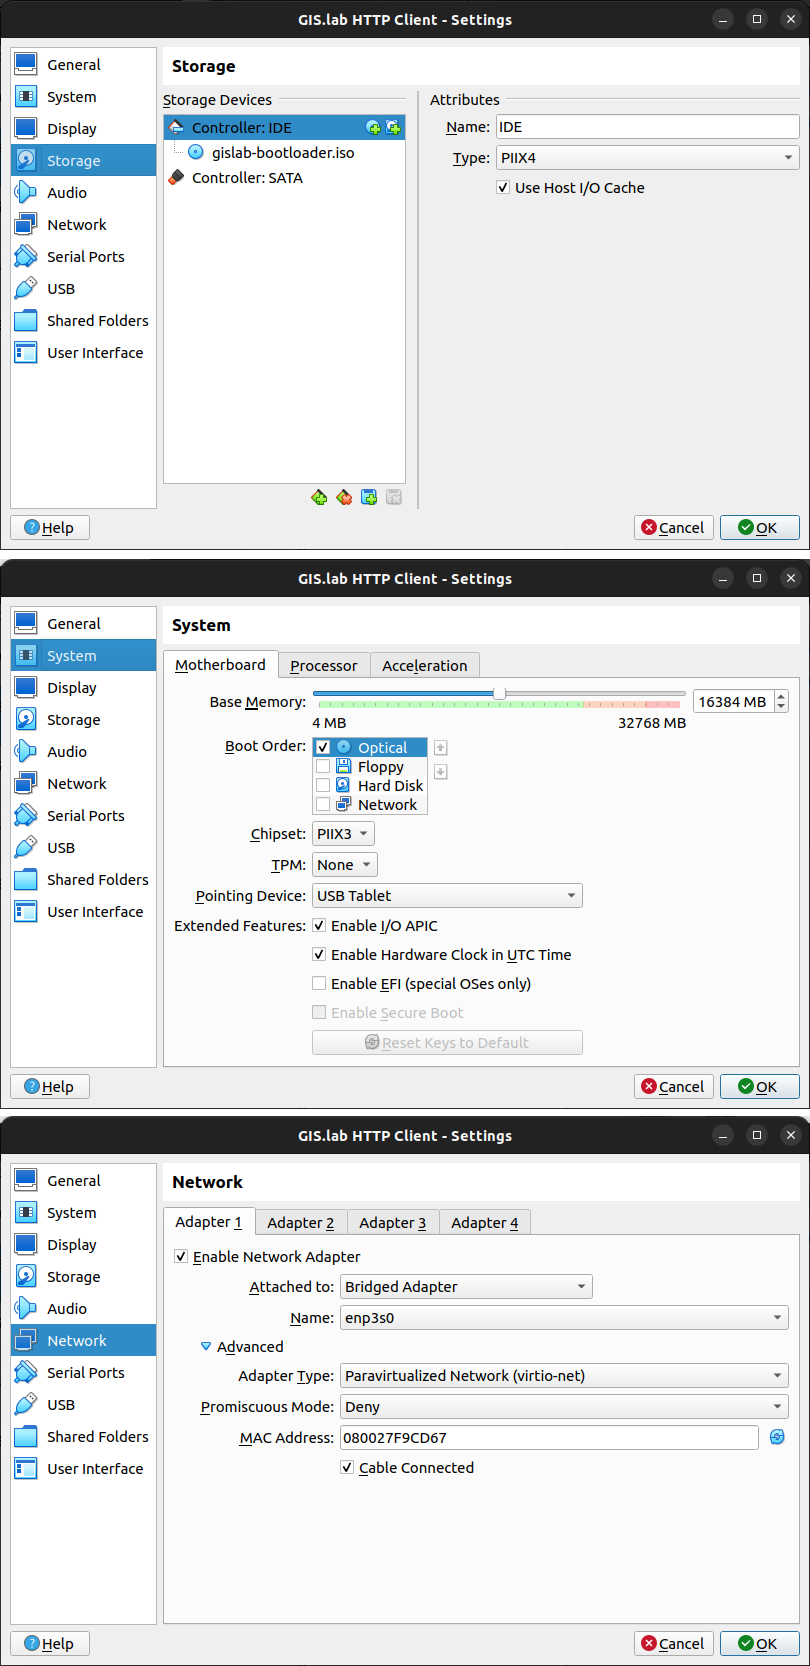 GIS.lab HTTP Client - Settings
General
System
Display
Storage
Audio
Network
Serial Ports
USB
Shared Folders
User Interface
Storage
Storage Devices
Controller: IDE
gislab-bootloader.iso
Controller: SATA
Attributes
Name: IDE
Type: PIIX4
Use Host I/O Cache
Help
Cancel
OK
GIS.lab HTTP Client - Settings
General
System
Display
Storage
Audio
Network
Serial Ports
USB
Shared Folders
User Interface
System
Motherboard Processor Acceleration
Base Memory: 16384 MB
4 MB 32768 MB
Boot Order: Optical
Floppy
Hard Disk
Network
Chipset: PIIX3
TPM: None
Pointing Device: USB Tablet
Extended Features: Enable I/O APIC
Enable Hardware Clock in UTC Time
Enable EFI (special OSes only)
Enable Secure Boot
Reset Keys to Default
Help
Cancel
OK
GIS.lab HTTP Client - Settings
General
System
Display
Storage
Audio
Network
Serial Ports
USB
Shared Folders
User Interface
Network
Adapter 1 Adapter 2 Adapter 3 Adapter 4
Enable Network Adapter
Attached to: Bridged Adapter
Name: enp3s0
Advanced
Adapter Type: Paravirtualized Network (virtio-net)
Promiscuous Mode: Deny
MAC Address: 080027F9CD67
Cable Connected
Help
Cancel
OK